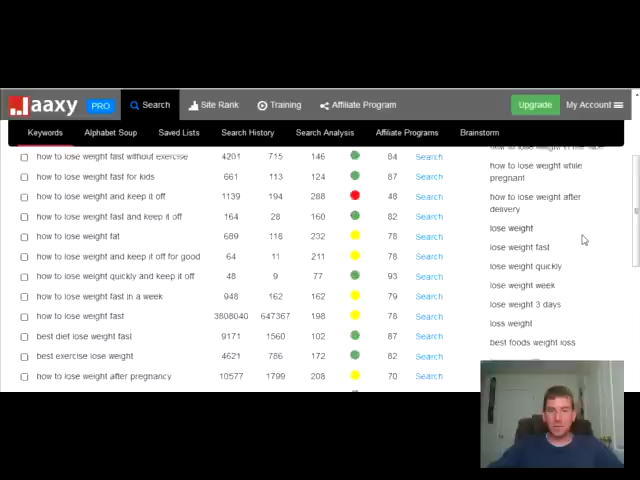 Jaaxy PRO Search Site Rank Training Affiliate Program Upgrade My Account
Keywords Alphabet Soup Saved Lists Search History Search Analysis Affiliate Programs Brainstorm
how to lose weight fast without exercise 4201 715 146 84 Search
how to lose weight fast for kids 661 113 124 87 Search
how to lose weight and keep it off 1139 194 288 48 Search
how to lose weight fast and keep it off 164 28 160 82 Search
how to lose weight fat 689 118 232 78 Search
how to lose weight and keep it off for good 64 11 211 78 Search
how to lose weight quickly and keep it off 48 9 77 93 Search
how to lose weight fast in a week 948 162 162 79 Search
how to lose weight fast 3808040 647367 198 78 Search
best diet lose weight fast 9171 1560 102 87 Search
best exercise lose weight 4621 786 172 82 Search
how to lose weight after pregnancy 10577 1799 208 70 Search
how to lose weight while
pregnant
how to lose weight after
delivery
lose weight
lose weight fast
lose weight quickly
lose weight week
lose weight 3 days
loss weight
best foods weight loss